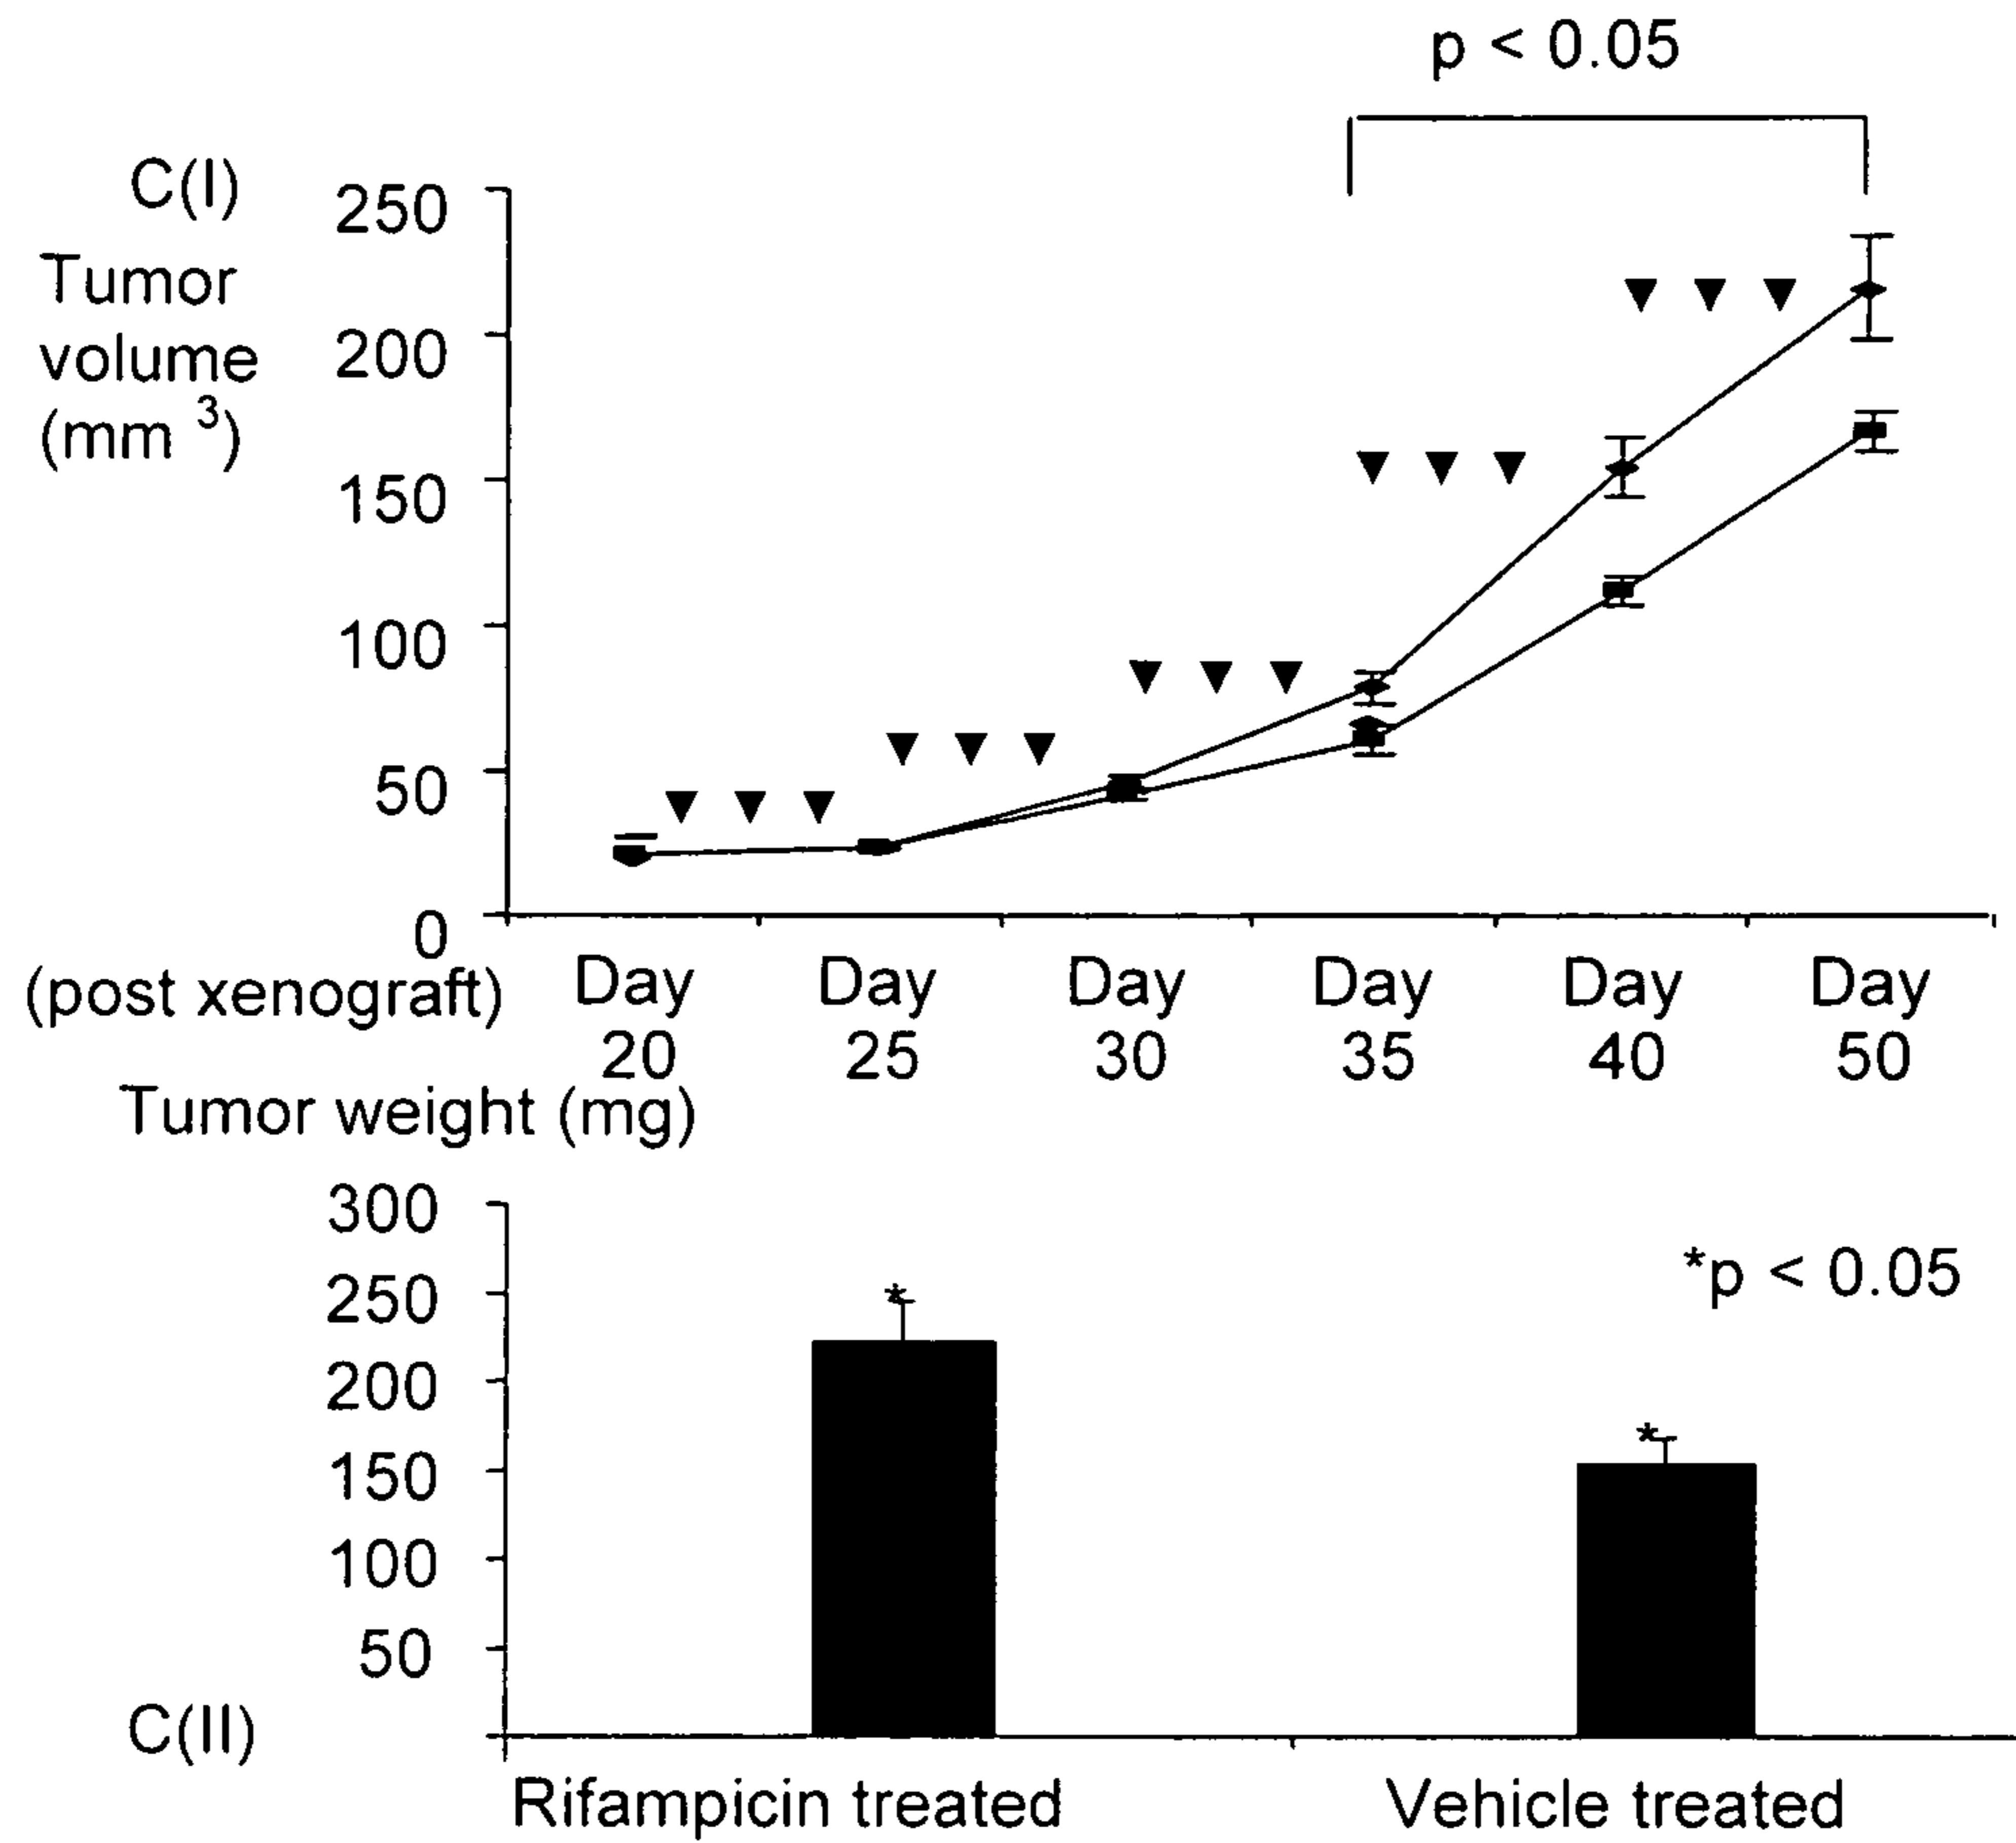 p < 0.05
C(I)
Tumor
volume
(mm 3)
250
200
150
100
50
0
(post xenograft)
Day
20
Day
25
Day
30
Day
35
Day
40
Day
50
Tumor weight (mg)
300
250
200
150
100
50
*
*
*p < 0.05
C(II)
Rifampicin treated
Vehicle treated